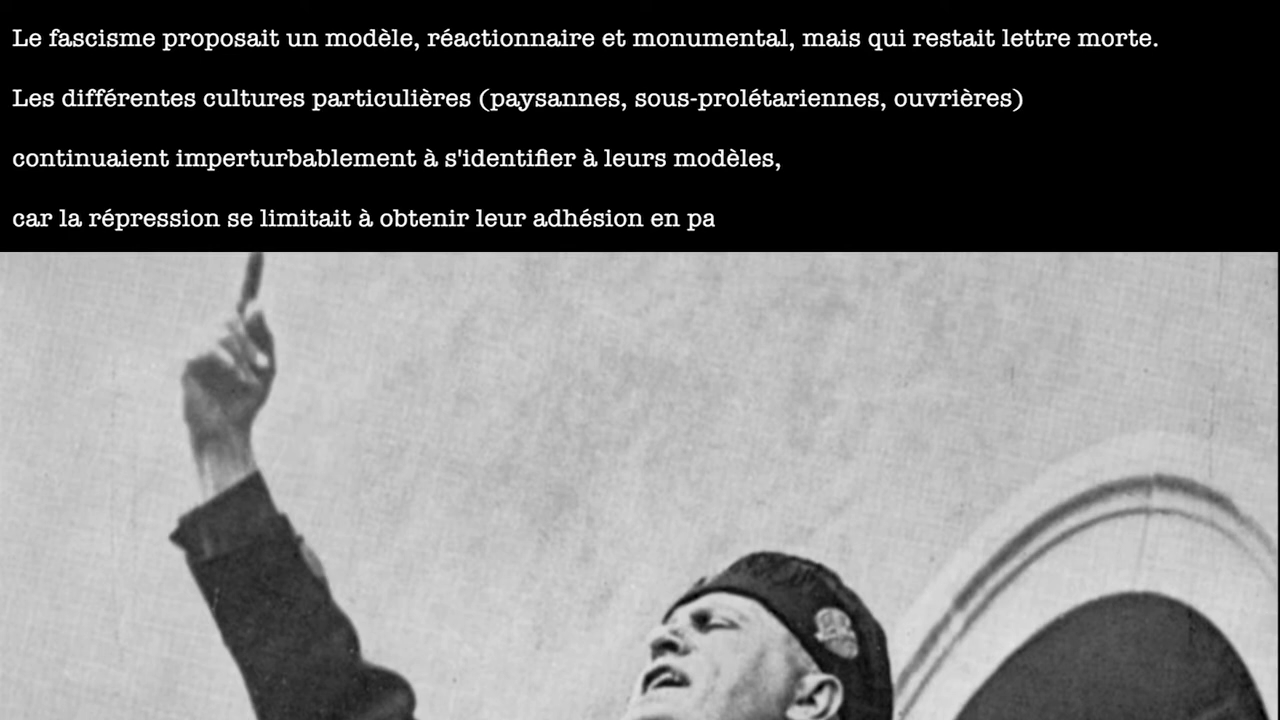 Le fascisme proposait un modèle, réactionnaire et monumental, mais qui restait lettre morte.
Les différentes cultures particulières (paysannes, sous-prolétariennes, ouvrières)
continuaient imperturbablement à s'identifier à leurs modèles,
car la répression se limitait à obtenir leur adhésion en pa